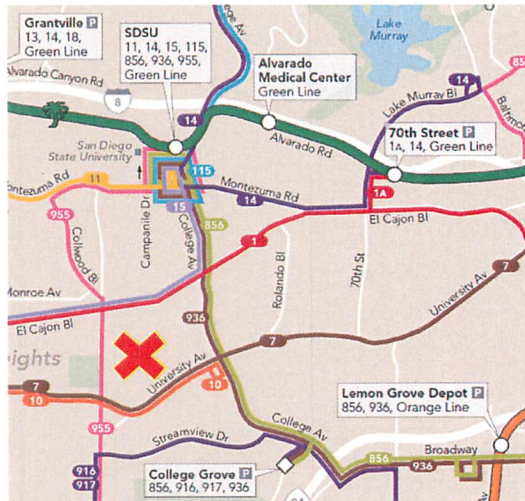 Grantville P
13, 14, 18,
Green Line
SDSU
11, 14, 15, 115,
856, 936, 955,
Green Line
College Av
Lake
Murray
Alvarado Canyon Rd
8
Alvarado
Medical Center
Green Line
14
Lake Murray Bl
14
Baltimore
San Diego
State University
Alvarado Rd
70th Street P
1A, 14, Green Line
Montezuma Rd
11
115
Montezuma Rd
14
1A
15
El Cajon Bl
955
Collwood Bl
Campanile Dr
College Av
856
1
Rolando Bl
70th St
7
Monroe Av
University Av
936
El Cajon Bl
7
University Av
10
7
10
Lemon Grove Depot P
856, 936, Orange Line
College Av
955
Streamview Dr
856
Broadway
936
916
917
College Grove P
856, 916, 917, 936
94